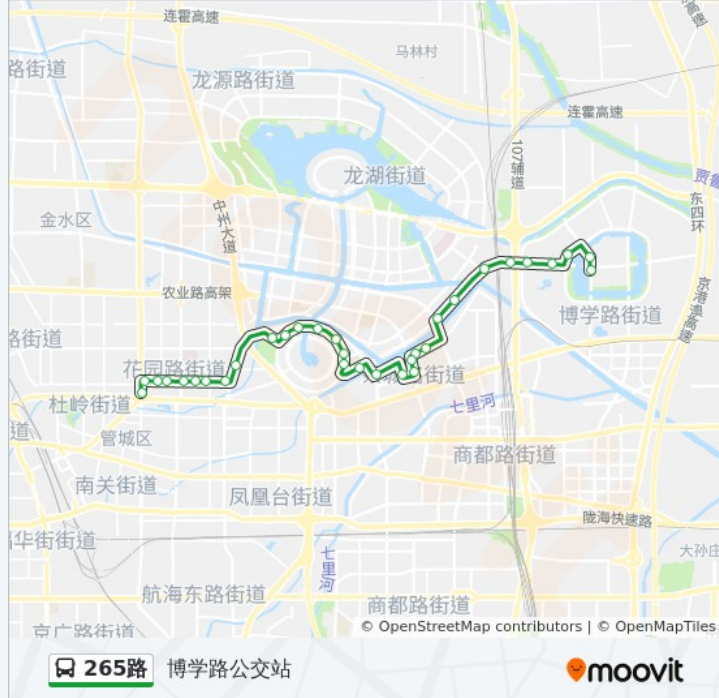 连霍高速
马林村
路街道
龙源路街道
连霍高速
107辅道
龙湖街道
贾鲁
东四环
金水区
中州大道
京港澳高速
农业路高架
博学路街道
路街道
花园路街道
路街道
杜岭街道
七里河
道
管城区
商都路街道
南关街道
凤凰台街道
陇海快速路
华街街道
大孙庄
七里河
航海东路街道
商都路街道
京广路街道
© OpenStreetMap contributors | © OpenMapTiles
265路 博学路公交站
moovit